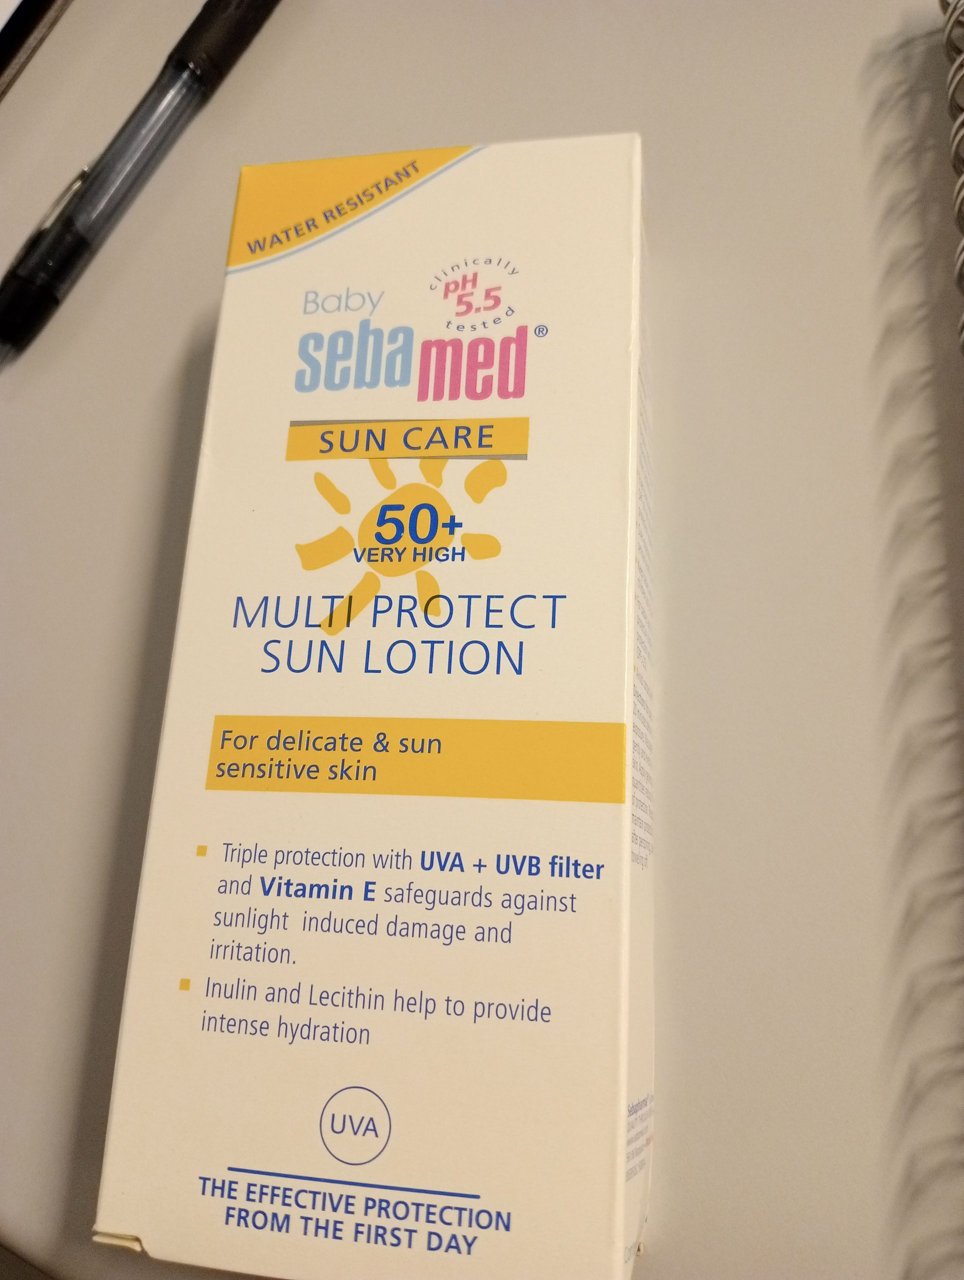 WATER RESISTANT
Baby
sebamed®
clinically
pH
5.5
tested
SUN CARE
50+
VERY HIGH
MULTI PROTECT
SUN LOTION
For delicate & sun
sensitive skin
Triple protection with UVA + UVB filter
and Vitamin E safeguards against
sunlight induced damage and
irritation.
Inulin and Lecithin help to provide
intense hydration
UVA
THE EFFECTIVE PROTECTION
FROM THE FIRST DAY